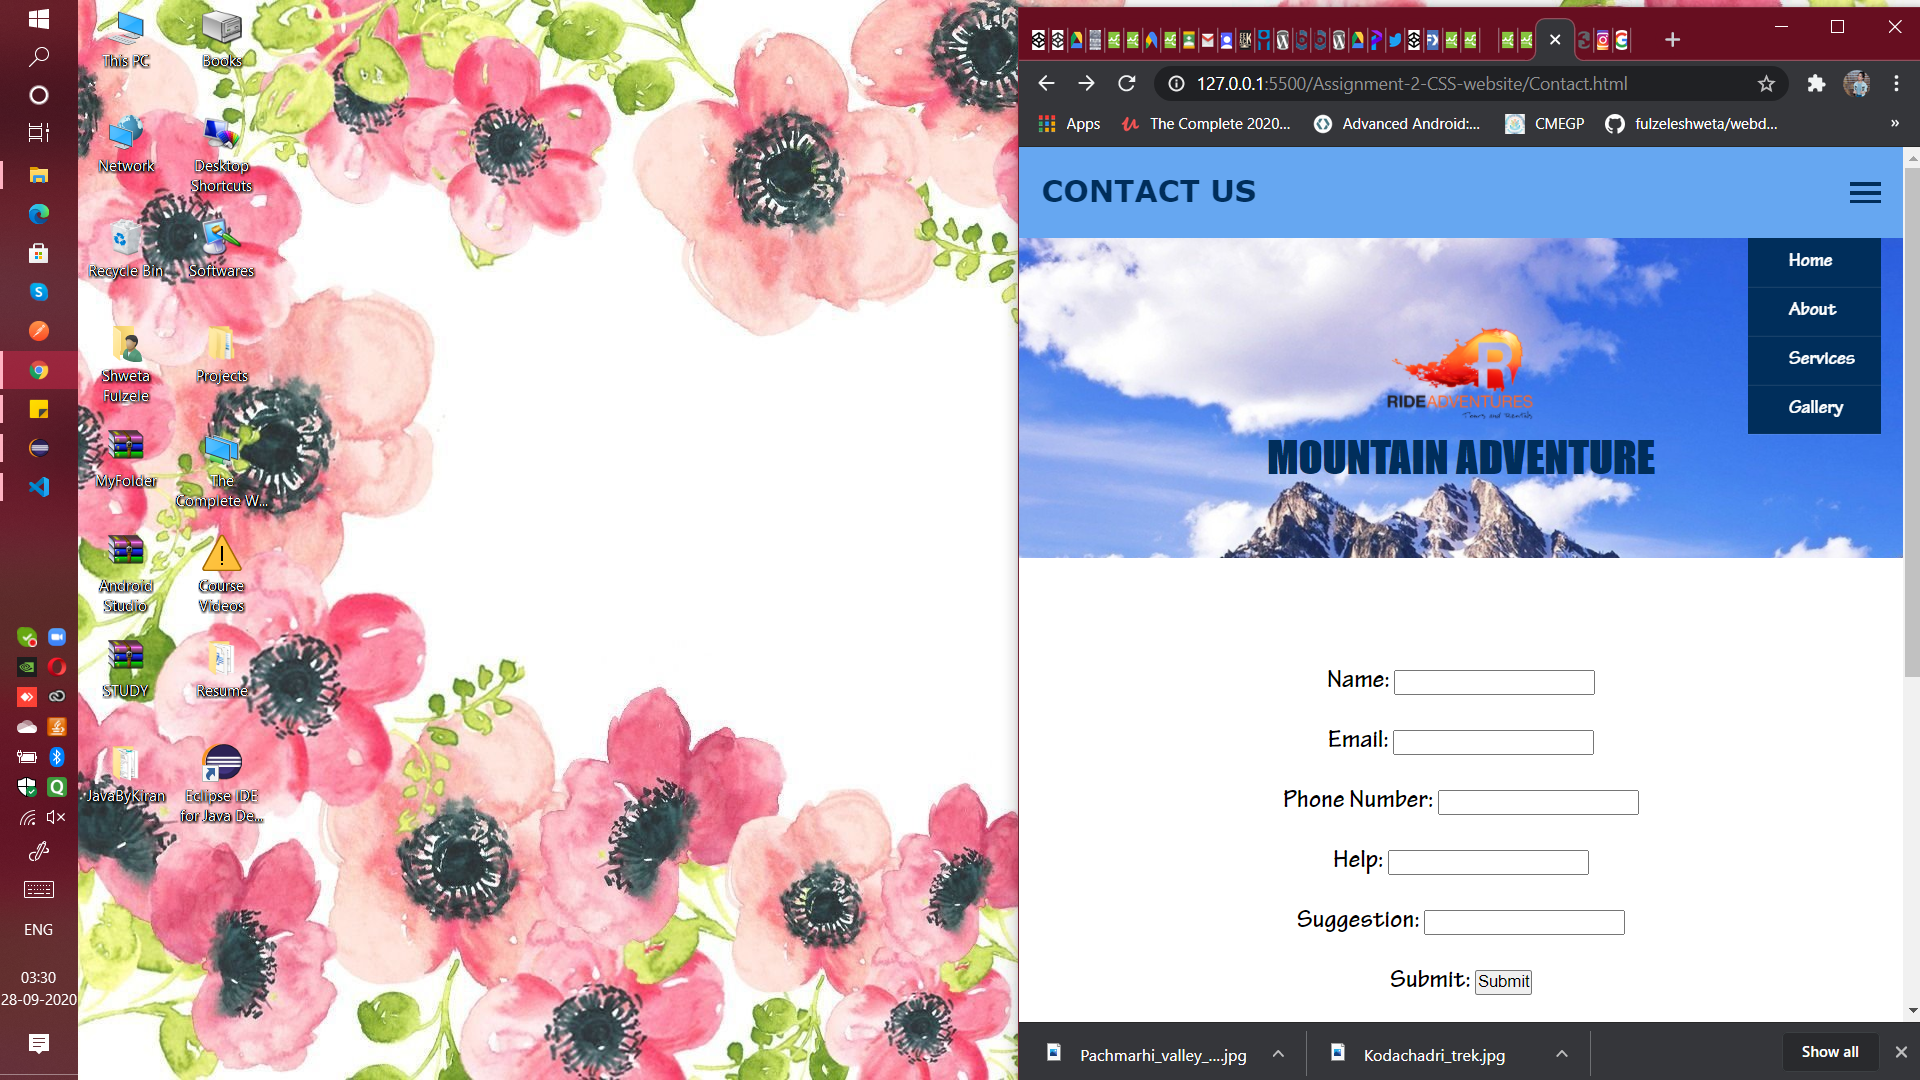 This PC
Books
Network
Desktop
Shortcuts
Recycle Bin
Softwares
Shweta
Fulzele
Projects
MyFolder
The
Complete W...
Android
Studio
Course
Videos
STUDY
Resume
JavaByKiran
Eclipse IDE
for Java De...
ENG
03:30
28-09-2020
127.0.0.1:5500/Assignment-2-CSS-website/Contact.html
Apps
The Complete 2020...
Advanced Android:...
CMEGP
fulzeleshweta/webd...
»
CONTACT US
Home
About
Services
Gallery
R
RIDEADVENTURES
Tours and Rentals
MOUNTAIN ADVENTURE
Name:
Email:
Phone Number:
Help:
Suggestion:
Submit: Submit
Pachmarhi_valley_....jpg
Kodachadri_trek.jpg
Show all